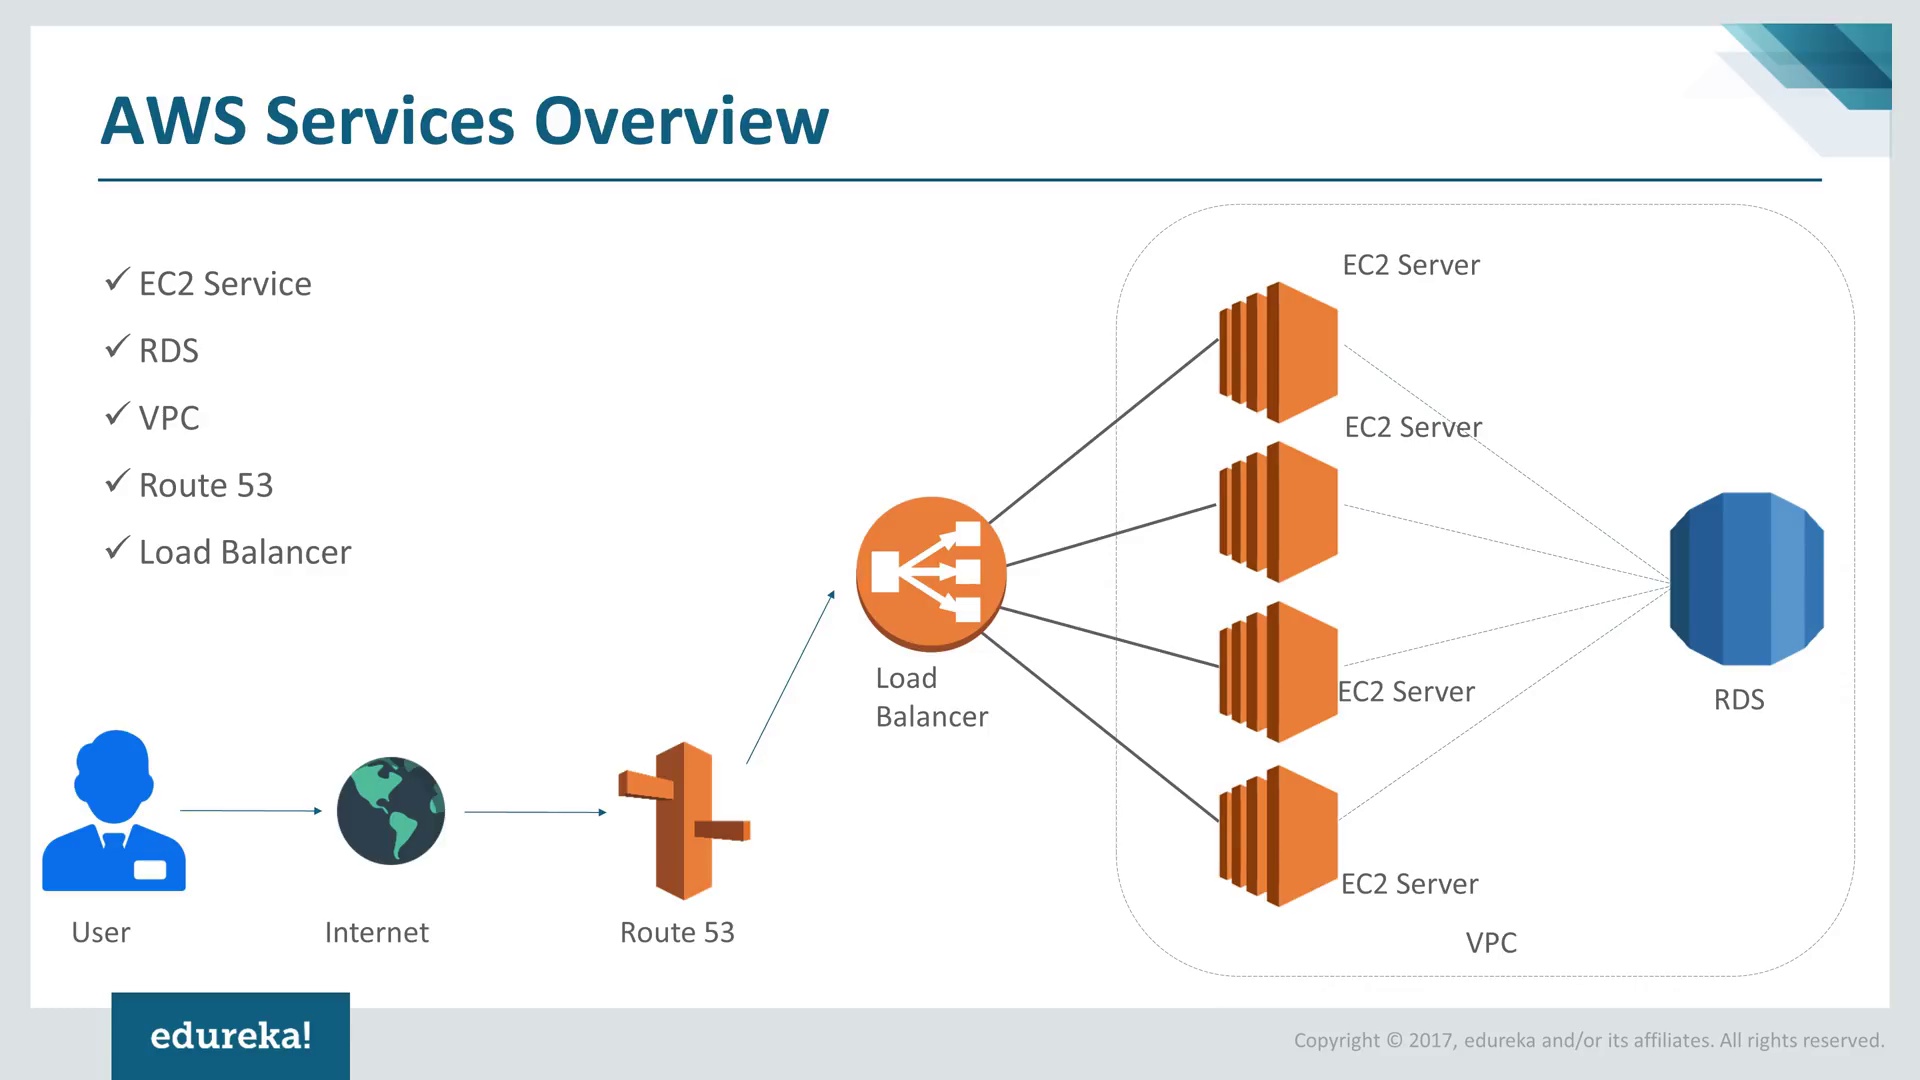 AWS Services Overview
✓ EC2 Service
✓ RDS
✓ VPC
✓ Route 53
✓ Load Balancer
EC2 Server
EC2 Server
EC2 Server
EC2 Server
Load
Balancer
RDS
User
Internet
Route 53
VPC
edureka!
Copyright © 2017, edureka and/or its affiliates. All rights reserved.